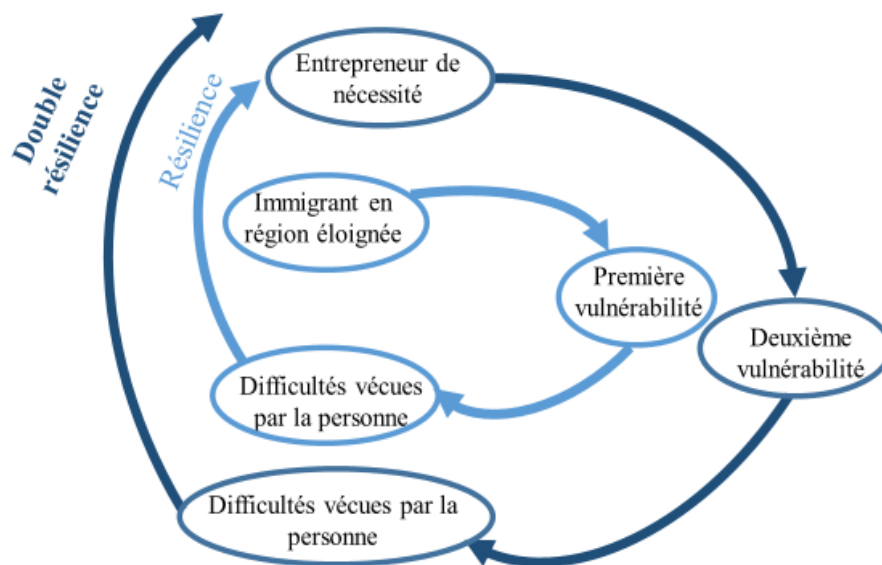 Entrepreneur de
nécessité
Double
résilience
Résilience
Immigrant en
région éloignée
Première
vulnérabilité
Deuxième
vulnérabilité
Difficultés vécues
par la personne
Difficultés vécues par la
personne